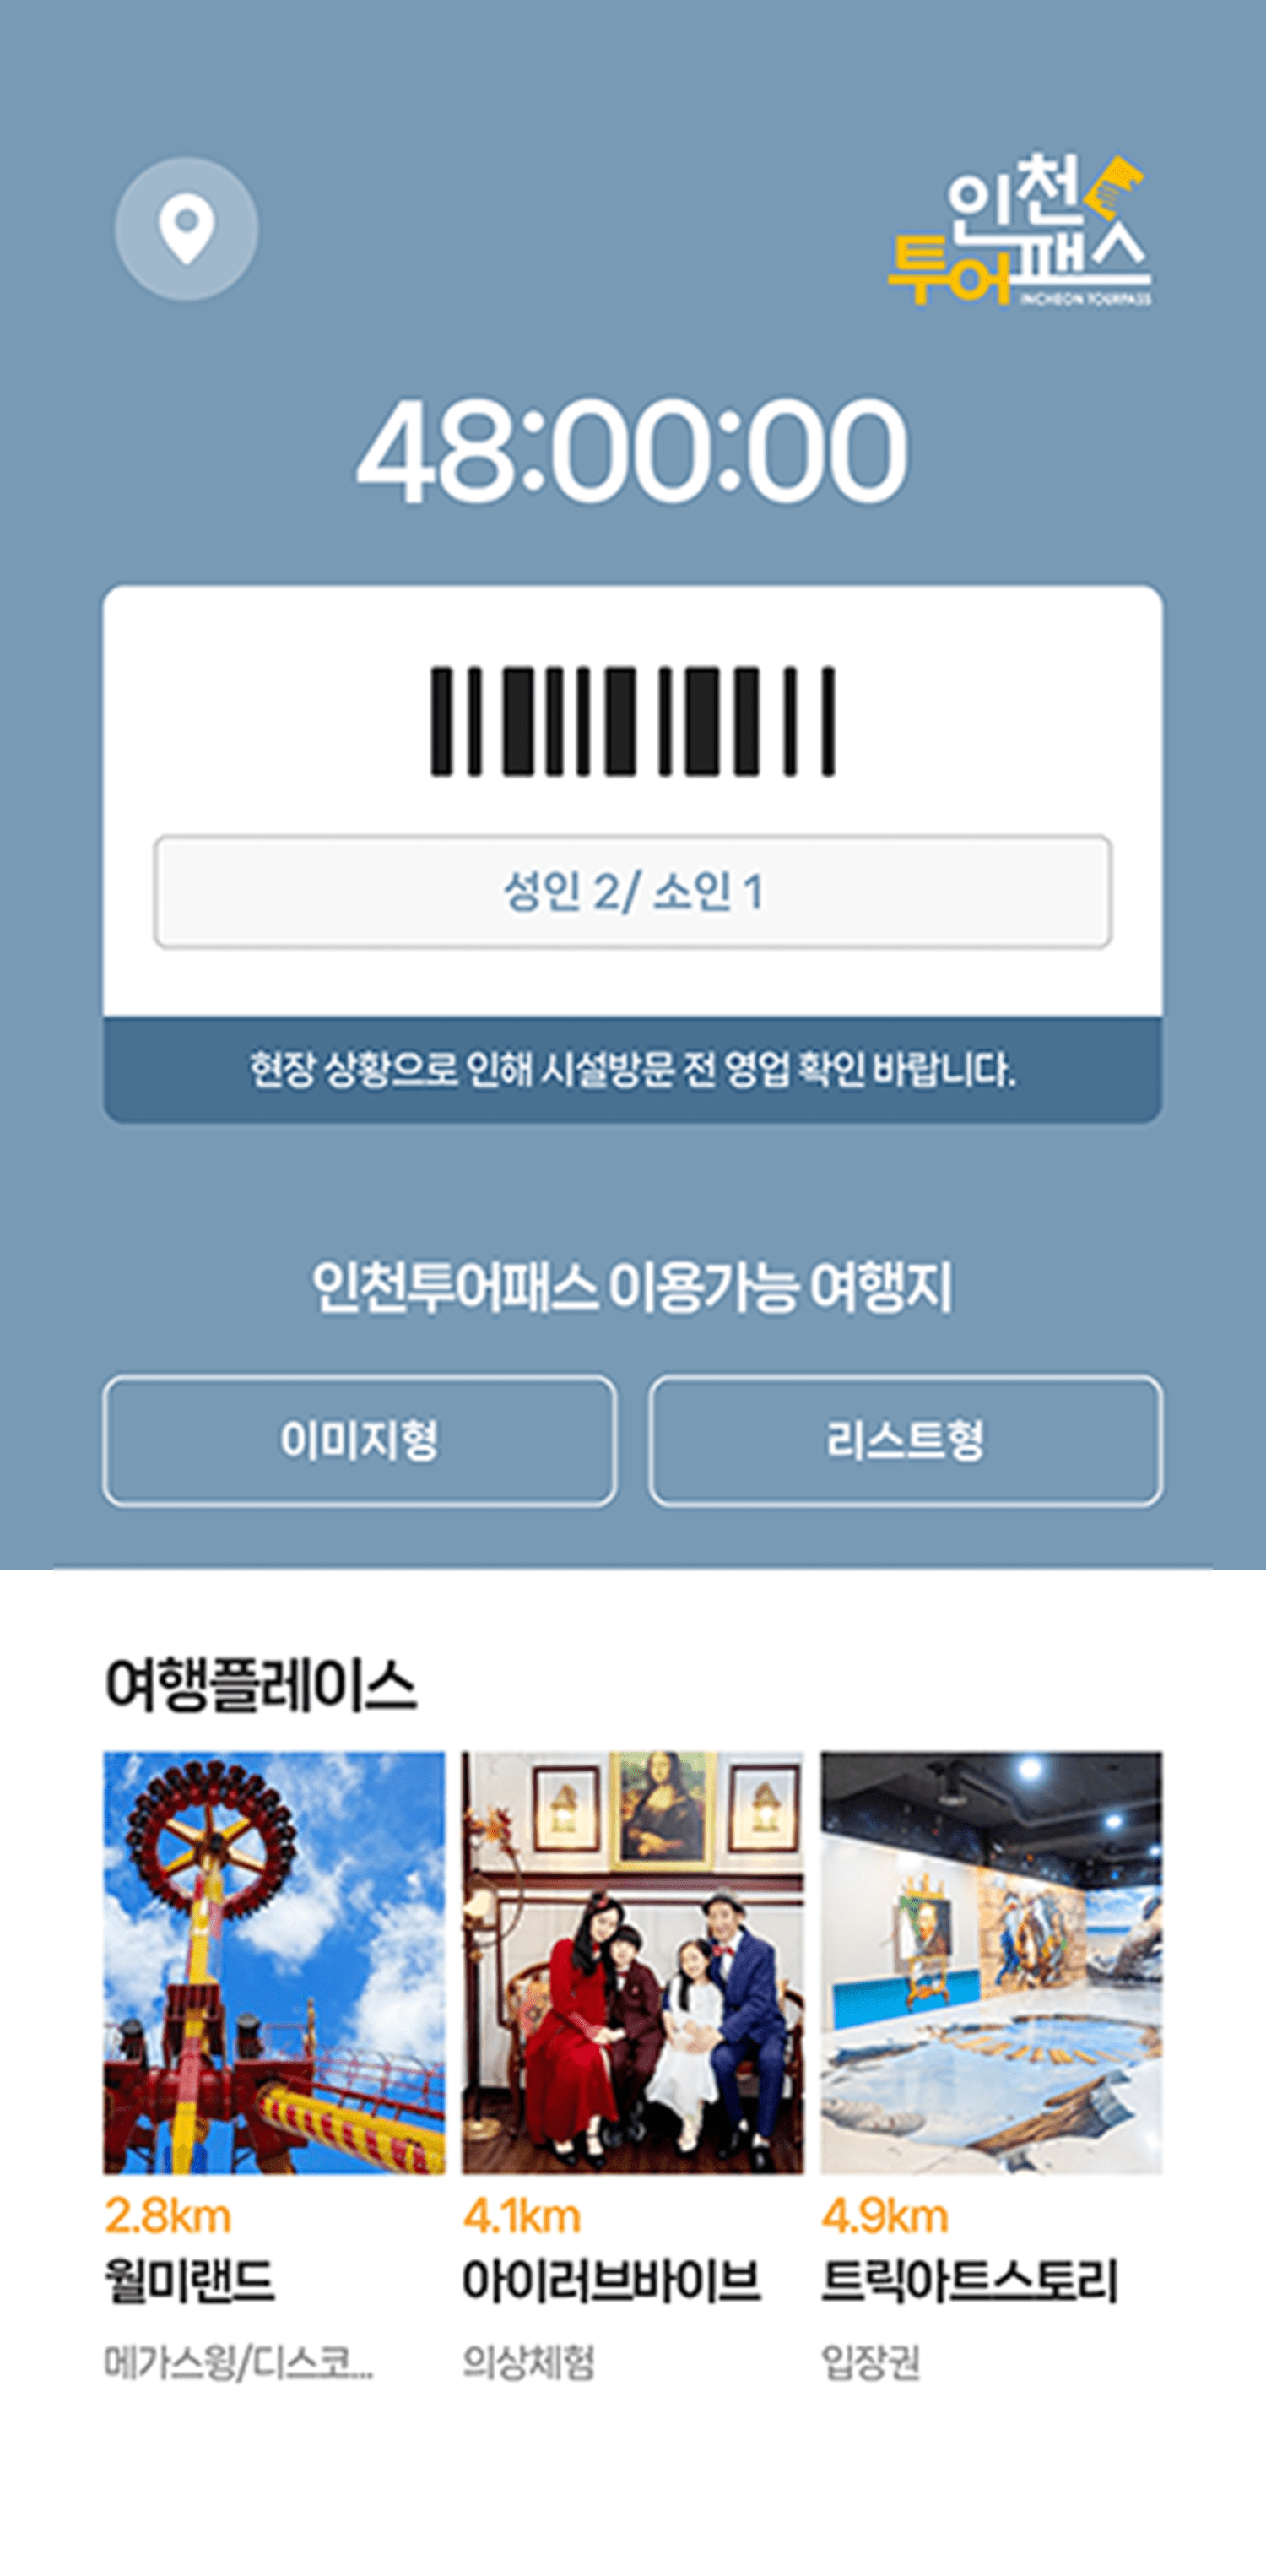 인천
투어패스
INCHEON TOURPASS
48:00:00
성인 2/ 소인 1
현장 상황으로 인해 시설방문 전 영업 확인 바랍니다.
인천투어패스 이용가능 여행지
이미지형
리스트형
여행플레이스
2.8km
월미랜드
메가스윙/디스코...
4.1km
아이러브바이브
의상체험
4.9km
트릭아트스토리
입장권